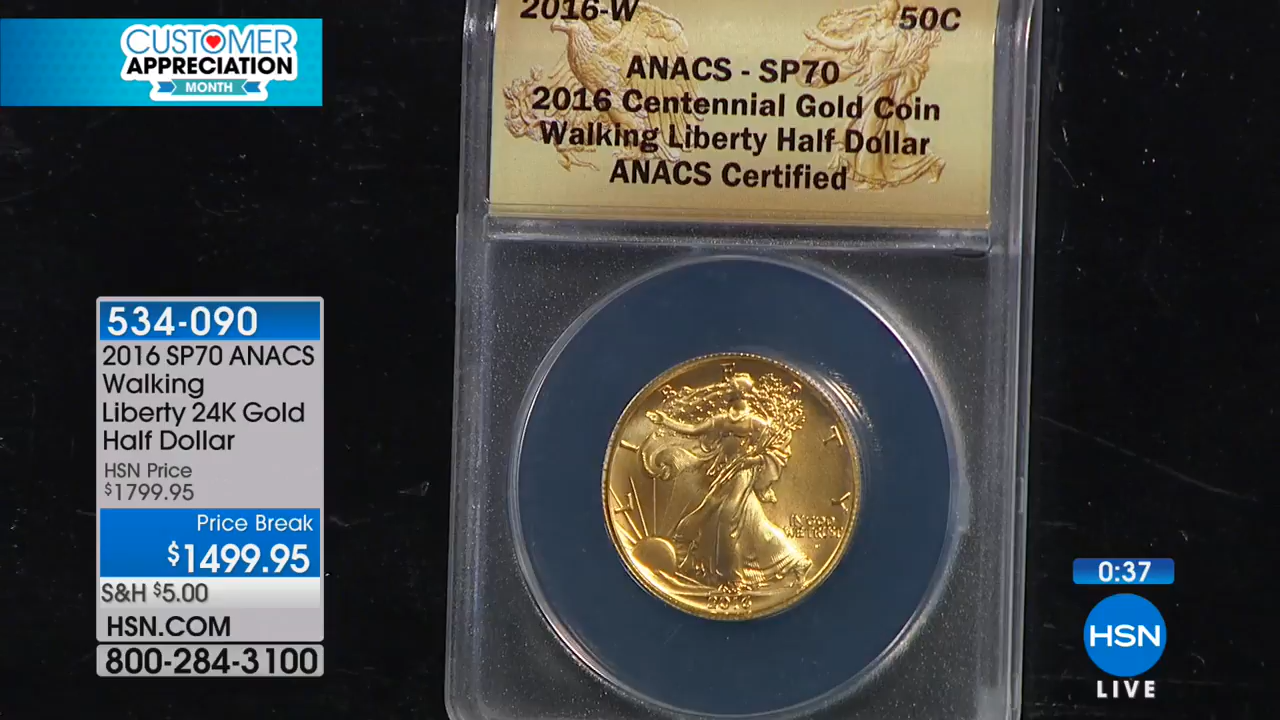 CUSTOMER
APPRECIATION
MONTH
2016-W 50C
ANACS - SP70
2016 Centennial Gold Coin
Walking Liberty Half Dollar
ANACS Certified
534-090
2016 SP70 ANACS
Walking
Liberty 24K Gold
Half Dollar
HSN Price
$1799.95
Price Break
$1499.95
S&H $5.00
HSN.COM
800-284-3100
LIBERTY
IN GOD
WE TRUST
2016
0:37
HSN
LIVE